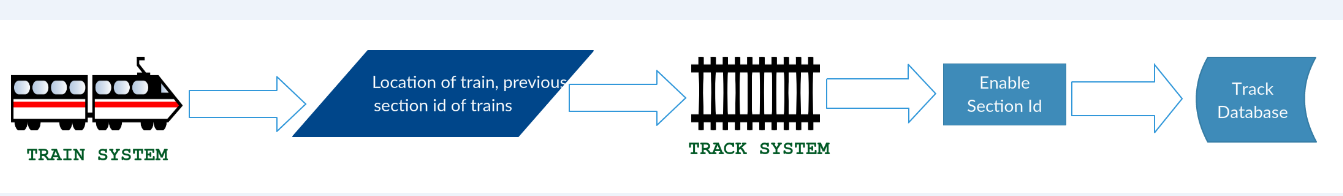 TRAIN SYSTEM
Location of train, previous
section id of trains
TRACK SYSTEM
Enable
Section Id
Track
Database